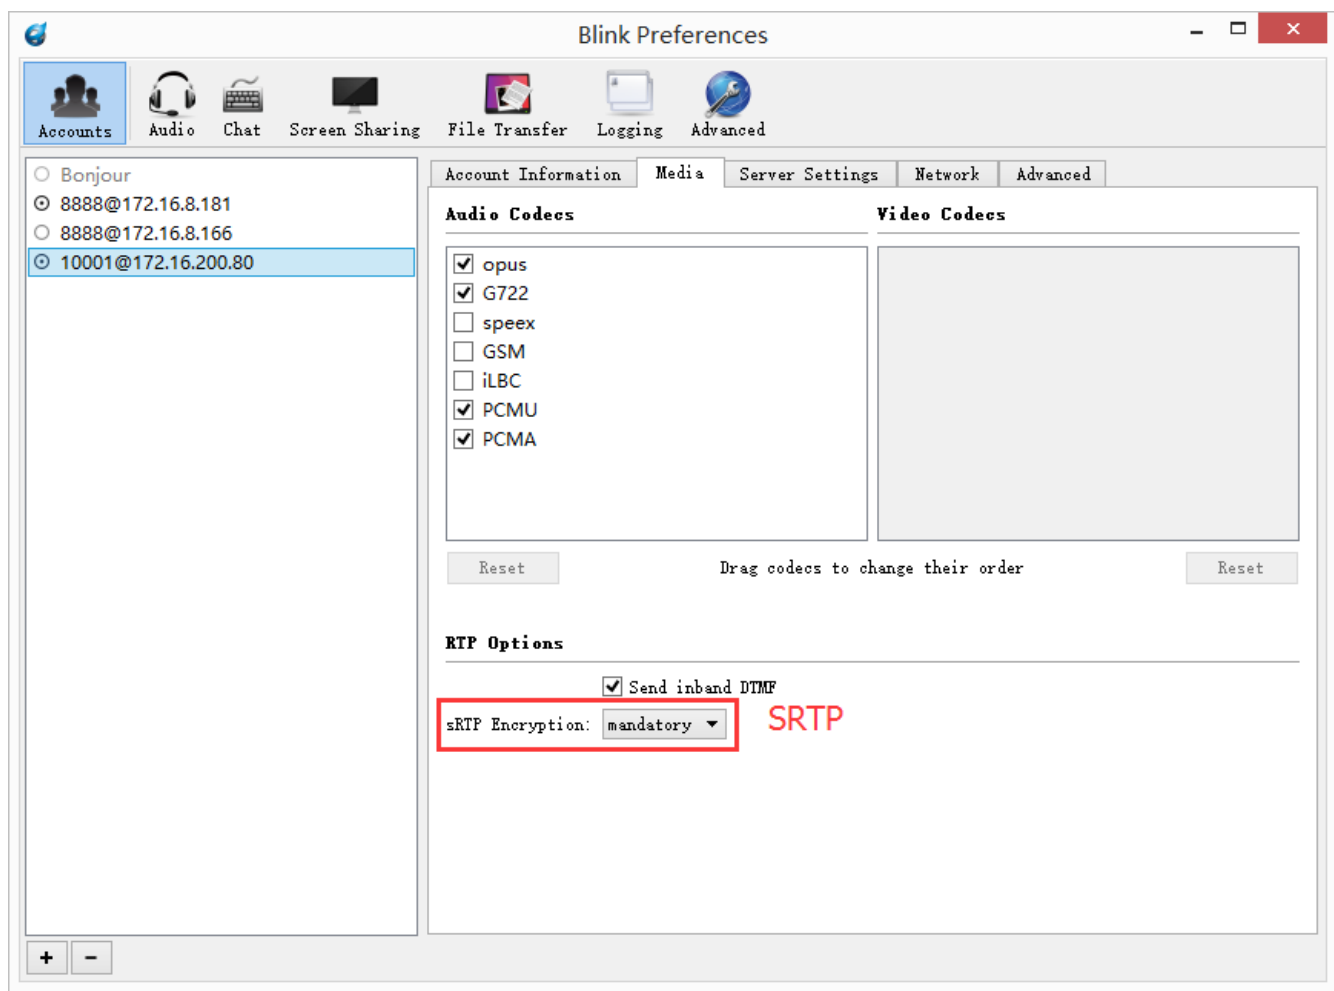 Blink Preferences
Accounts Audio Chat Screen Sharing File Transfer Logging Advanced
Bonjour
8888@172.16.8.181
8888@172.16.8.166
10001@172.16.200.80
Account Information Media Server Settings Network Advanced
Audio Codecs Video Codecs
opus
G722
speex
GSM
iLBC
PCMU
PCMA
Reset Drag codecs to change their order Reset
RTP Options
Send inband DTMF
sRTP Encryption: mandatory SRTP